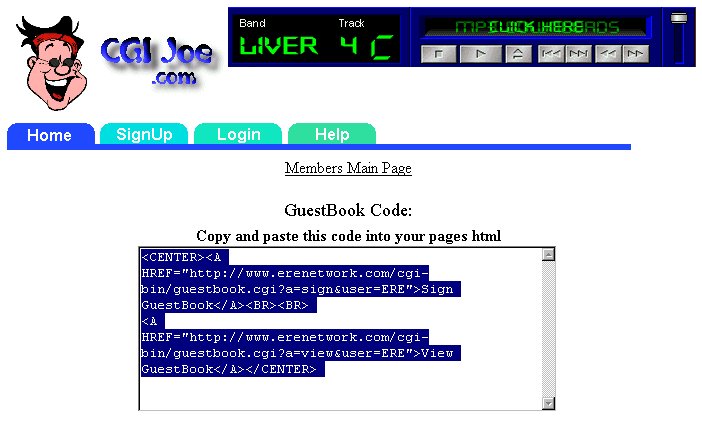 CGI Joe
.com
Band
Track
LIVER
4
CLICK HERE
Home
SignUp
Login
Help
Members Main Page
GuestBook Code:
Copy and paste this code into your pages html
<CENTER><A
HREF="http://www.erenetwork.com/cgi-
bin/guestbook.cgi?a=sign&user=ERE">Sign
GuestBook</A><BR><BR>
<A
HREF="http://www.erenetwork.com/cgi-
bin/guestbook.cgi?a=view&user=ERE">View
GuestBook</A></CENTER>